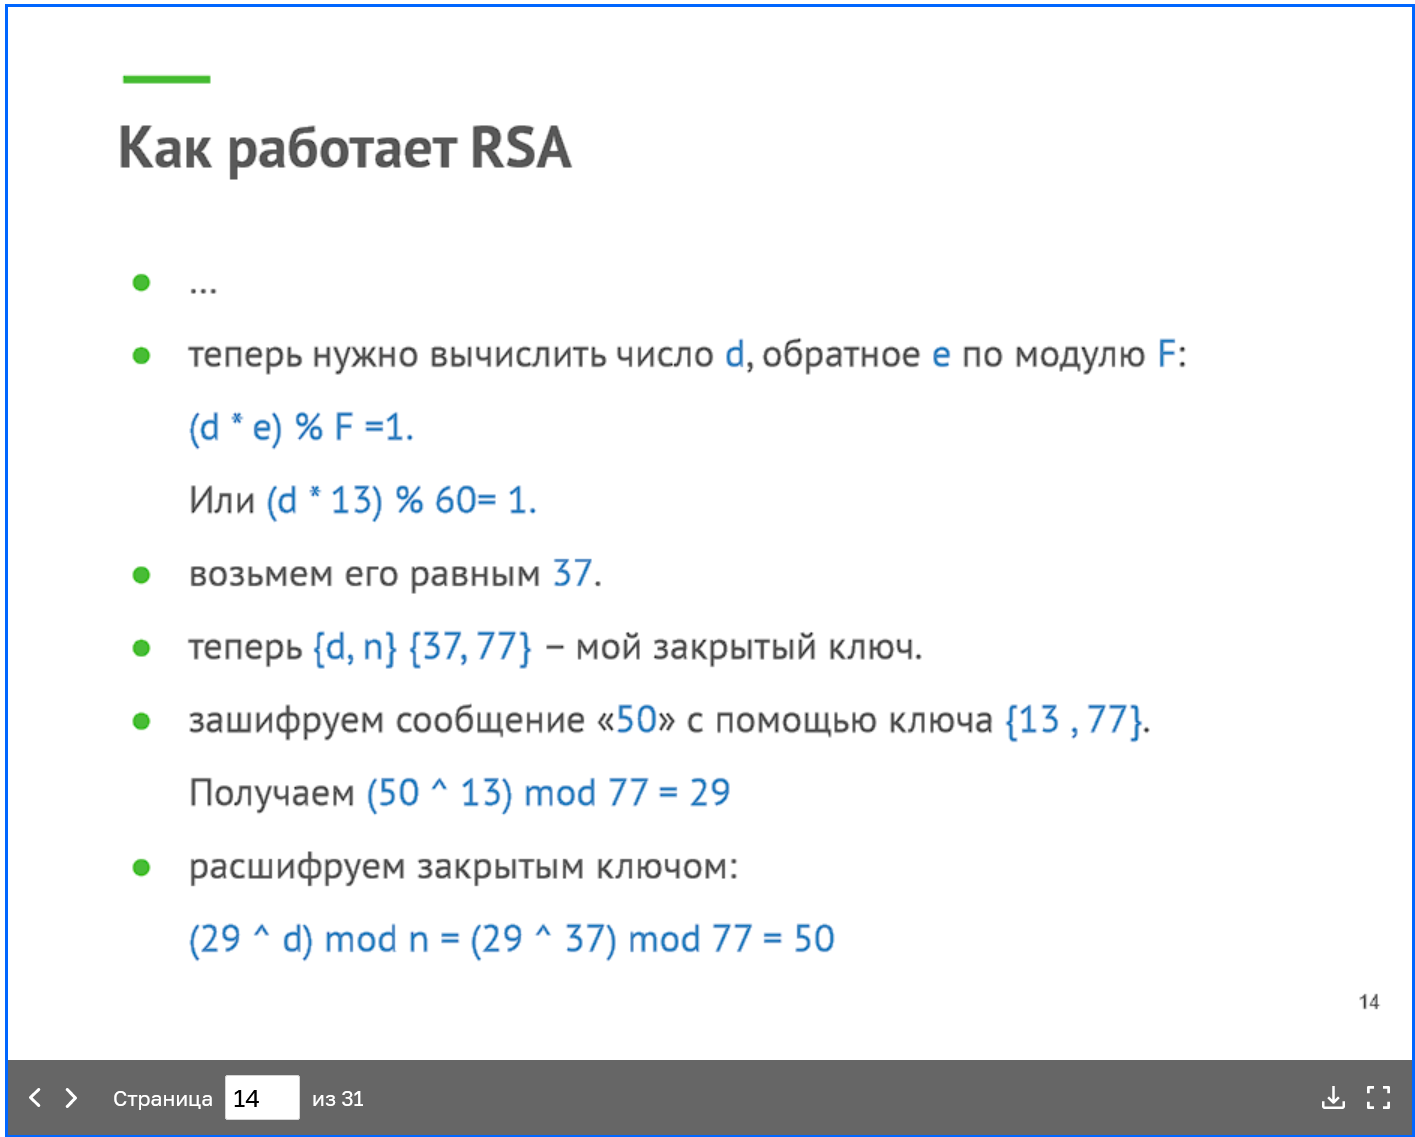 Как работает RSA
...
теперь нужно вычислить число d, обратное e по модулю F:
(d * e) % F =1.
Или (d * 13) % 60= 1.
возьмем его равным 37.
теперь {d, n} {37, 77} – мой закрытый ключ.
зашифруем сообщение «50» с помощью ключа {13 , 77}.
Получаем (50 ^ 13) mod 77 = 29
расшифруем закрытым ключом:
(29 ^ d) mod n = (29 ^ 37) mod 77 = 50
14
Страница 14 из 31